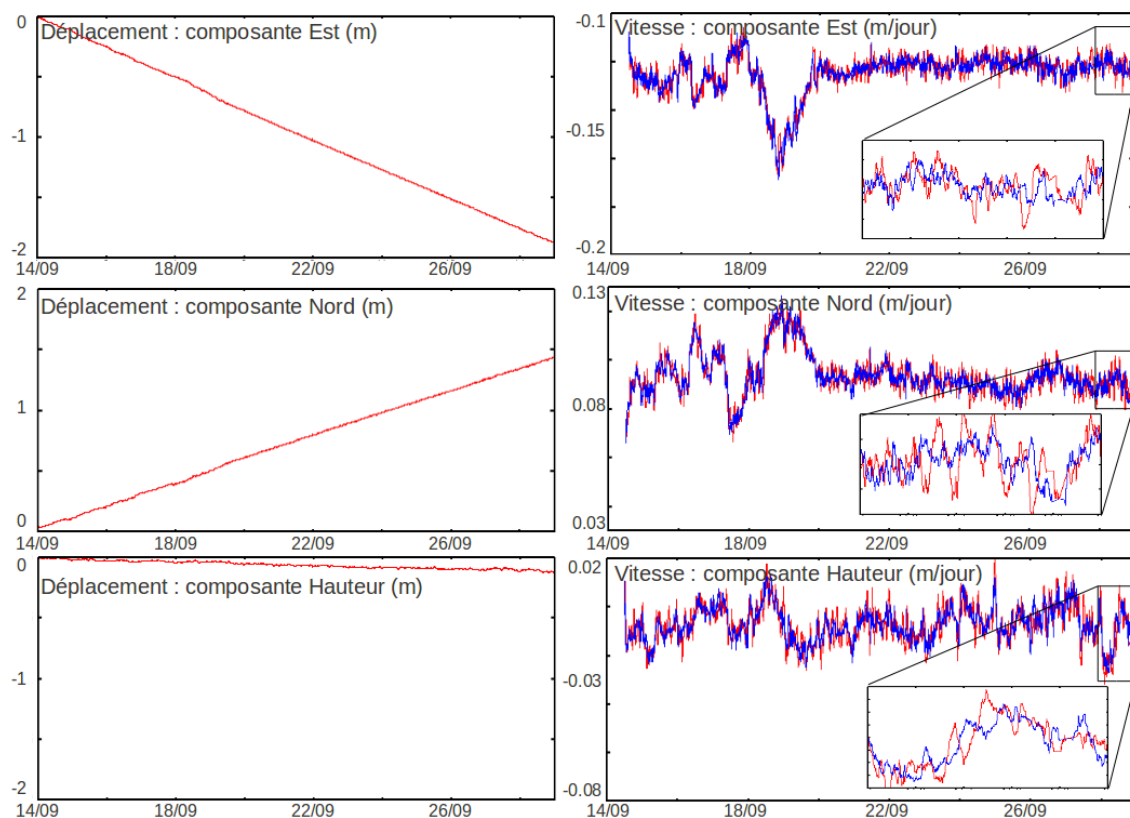 0
Déplacement : composante Est (m)
-1
-2
14/09 18/09 22/09 26/09
-0.1
Vitesse : composante Est (m/jour)
-0.15
-0.2
14/09 18/09 22/09 26/09
2
Déplacement : composante Nord (m)
1
0
14/09 18/09 22/09 26/09
0.13
Vitesse : composante Nord (m/jour)
0.08
0.03
14/09 18/09 22/09 26/09
0
Déplacement : composante Hauteur (m)
-1
-2
14/09 18/09 22/09 26/09
0.02
Vitesse : composante Hauteur (m/jour)
-0.03
-0.08
14/09 18/09 22/09 26/09